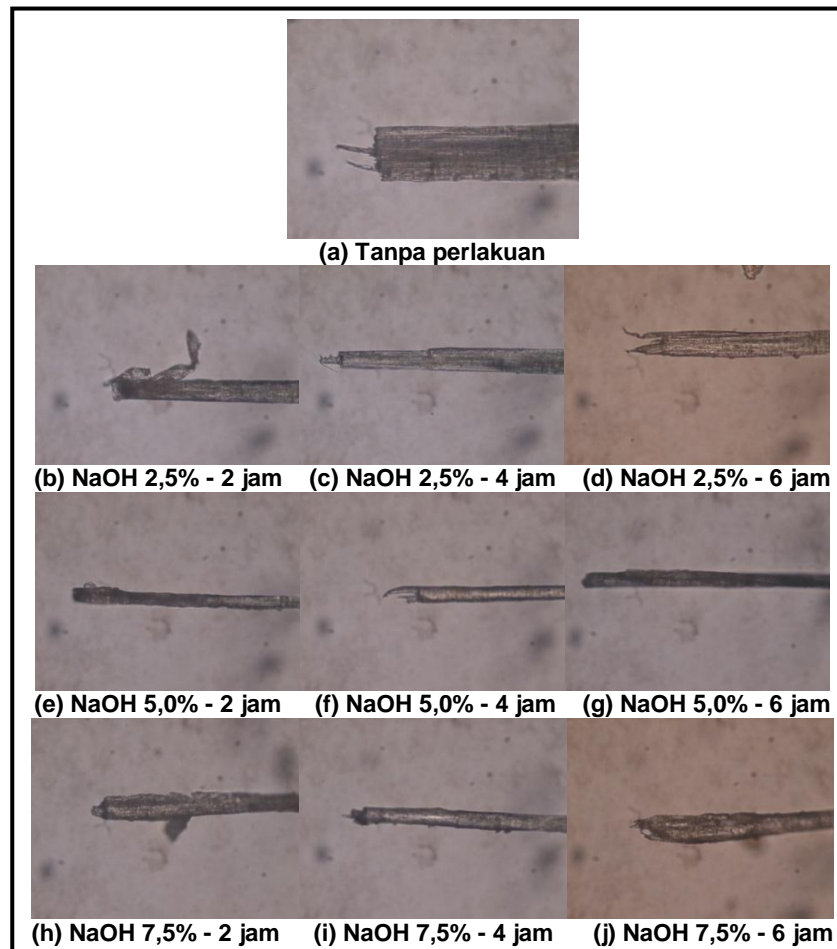 (a) Tanpa perlakuan
(b) NaOH 2,5% - 2 jam (c) NaOH 2,5% - 4 jam (d) NaOH 2,5% - 6 jam
(e) NaOH 5,0% - 2 jam (f) NaOH 5,0% - 4 jam (g) NaOH 5,0% - 6 jam
(h) NaOH 7,5% - 2 jam (i) NaOH 7,5% - 4 jam (j) NaOH 7,5% - 6 jam